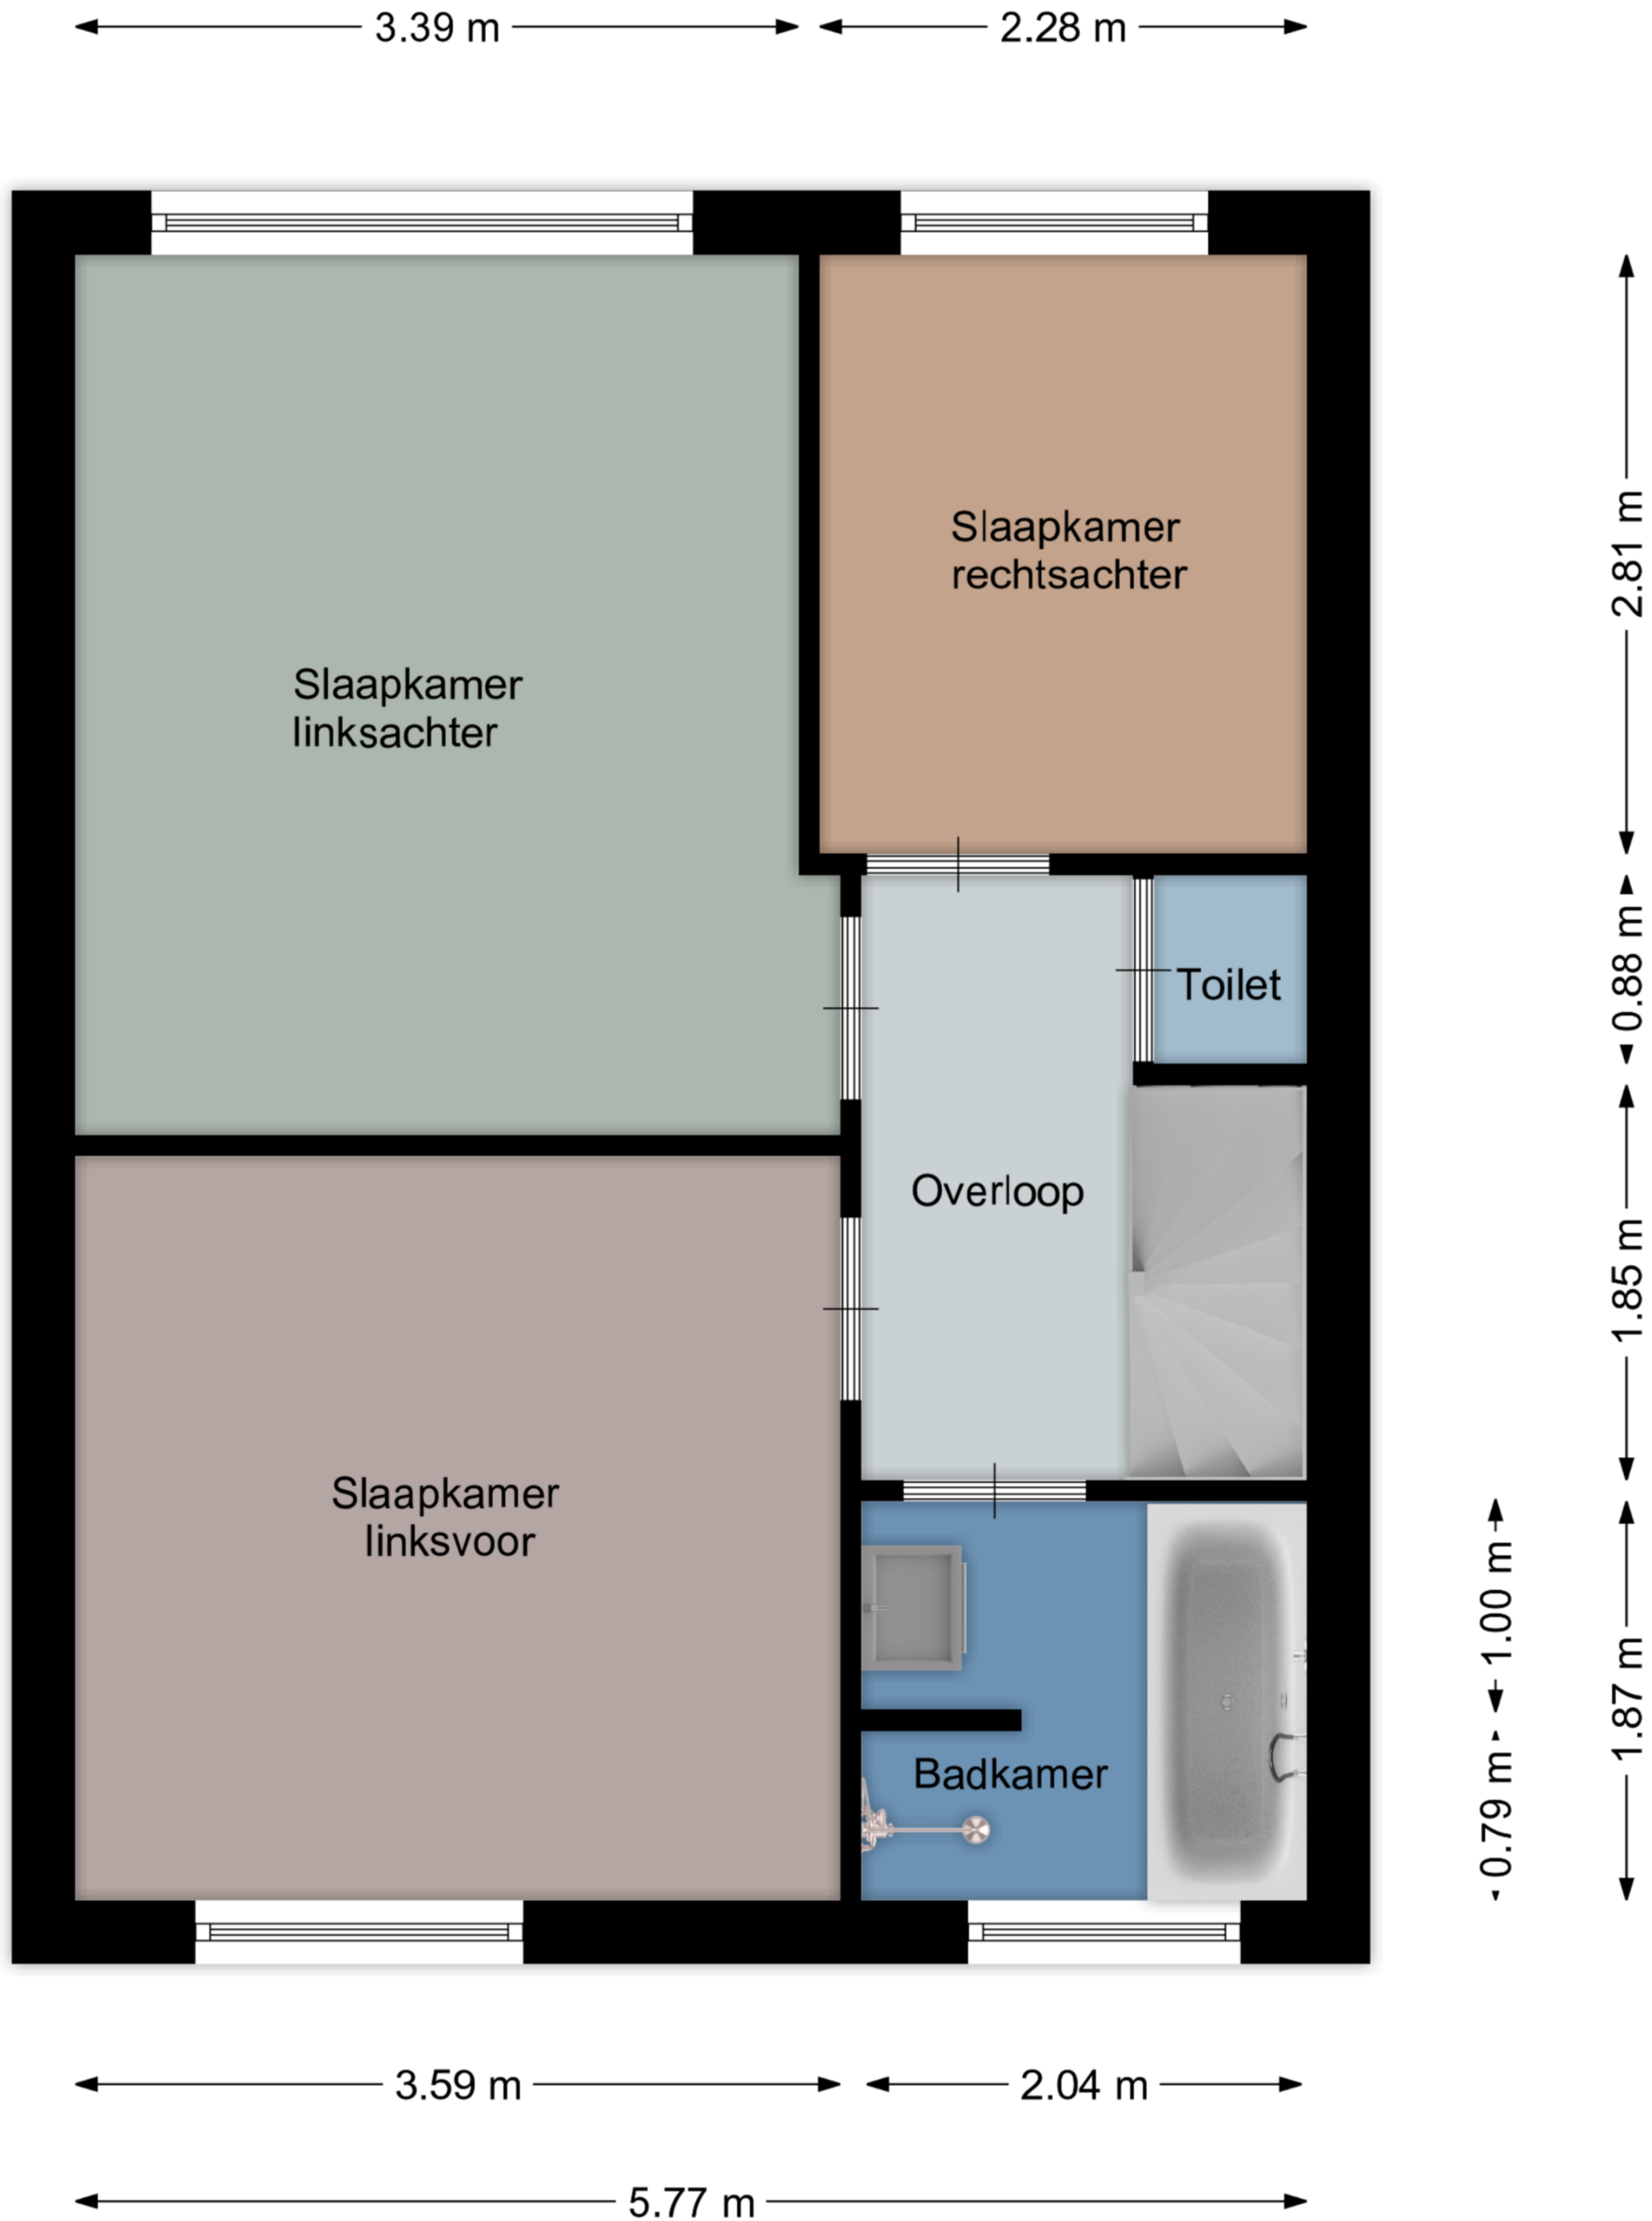 3.39 m
2.28 m
Slaapkamer
rechtsachter
2.81 m
Slaapkamer
linksachter
0.88 m
Toilet
Overloop
1.85 m
Slaapkamer
linksvoor
1.00 m
1.87 m
Badkamer
0.79 m
3.59 m
2.04 m
5.77 m